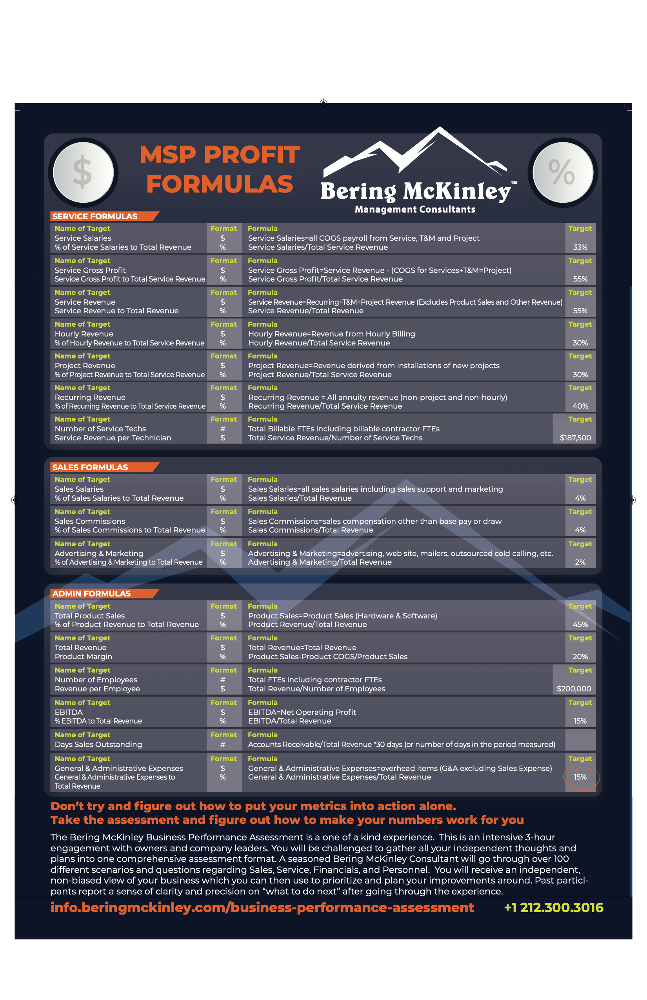 $
MSP PROFIT
FORMULAS
Bering McKinley™
Management Consultants
%
SERVICE FORMULAS
Name of Target Format Formula Target
Service Salaries $ Service Salaries=all COGS payroll from Service, T&M and Project
% of Service Salaries to Total Revenue % Service Salaries/Total Service Revenue 33%
Name of Target Format Formula Target
Service Gross Profit $ Service Gross Profit=Service Revenue - (COGS for Services+T&M=Project)
Service Gross Profit to Total Service Revenue % Service Gross Profit/Total Service Revenue 55%
Name of Target Format Formula Target
Service Revenue $ Service Revenue=Recurring+T&M+Project Revenue (Excludes Product Sales and Other Revenue)
Service Revenue to Total Revenue % Service Revenue/Total Revenue 55%
Name of Target Format Formula Target
Hourly Revenue $ Hourly Revenue=Revenue from Hourly Billing
% of Hourly Revenue to Total Service Revenue % Hourly Revenue/Total Service Revenue 30%
Name of Target Format Formula Target
Project Revenue $ Project Revenue=Revenue derived from installations of new projects
% of Project Revenue to Total Service Revenue % Project Revenue/Total Service Revenue 30%
Name of Target Format Formula Target
Recurring Revenue $ Recurring Revenue = All annuity revenue (non-project and non-hourly)
% of Recurring Revenue to Total Service Revenue % Recurring Revenue/Total Service Revenue 40%
Name of Target Format Formula Target
Number of Service Techs # Total Billable FTEs including billable contractor FTEs
Service Revenue per Technician $ Total Service Revenue/Number of Service Techs $187,500
SALES FORMULAS
Name of Target Format Formula Target
Sales Salaries $ Sales Salaries=all sales salaries including sales support and marketing
% of Sales Salaries to Total Revenue % Sales Salaries/Total Revenue 4%
Name of Target Format Formula Target
Sales Commissions $ Sales Commissions=sales compensation other than base pay or draw
% of Sales Commissions to Total Revenue % Sales Commissions/Total Revenue 4%
Name of Target Format Formula Target
Advertising & Marketing $ Advertising & Marketing=advertising, web site, mailers, outsourced cold calling, etc.
% of Advertising & Marketing to Total Revenue % Advertising & Marketing/Total Revenue 2%
ADMIN FORMULAS
Name of Target Format Formula Target
Total Product Sales $ Product Sales=Product Sales (Hardware & Software)
% of Product Revenue to Total Revenue % Product Revenue/Total Revenue 45%
Name of Target Format Formula Target
Total Revenue $ Total Revenue=Total Revenue
Product Margin % Product Sales-Product COGS/Product Sales 20%
Name of Target Format Formula Target
Number of Employees # Total FTEs including contractor FTEs
Revenue per Employee $ Total Revenue/Number of Employees $200,000
Name of Target Format Formula Target
EBITDA $ EBITDA=Net Operating Profit
% EBITDA to Total Revenue % EBITDA/Total Revenue 15%
Name of Target Format Formula
Days Sales Outstanding # Accounts Receivable/Total Revenue *30 days (or number of days in the period measured)
Name of Target Format Formula Target
General & Administrative Expenses $ General & Administrative Expenses=overhead items (G&A excluding Sales Expense)
General & Administrative Expenses to % General & Administrative Expenses/Total Revenue 15%
Total Revenue
Don’t try and figure out how to put your metrics into action alone.
Take the assessment and figure out how to make your numbers work for you
The Bering McKinley Business Performance Assessment is a one of a kind experience. This is an intensive 3-hour
engagement with owners and company leaders. You will be challenged to gather all your independent thoughts and
plans into one comprehensive assessment format. A seasoned Bering McKinley Consultant will go through over 100
different scenarios and questions regarding Sales, Service, Financials, and Personnel. You will receive an independent,
non-biased view of your business which you can then use to prioritize and plan your improvements around. Past partici-
pants report a sense of clarity and precision on “what to do next” after going through the experience.
info.beringmckinley.com/business-performance-assessment +1 212.300.3016